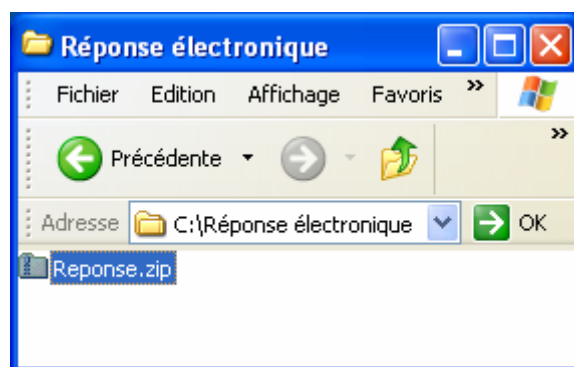 Réponse électronique
Fichier Edition Affichage Favoris »
Précédente »
Adresse C:\Réponse électronique OK
Reponse.zip